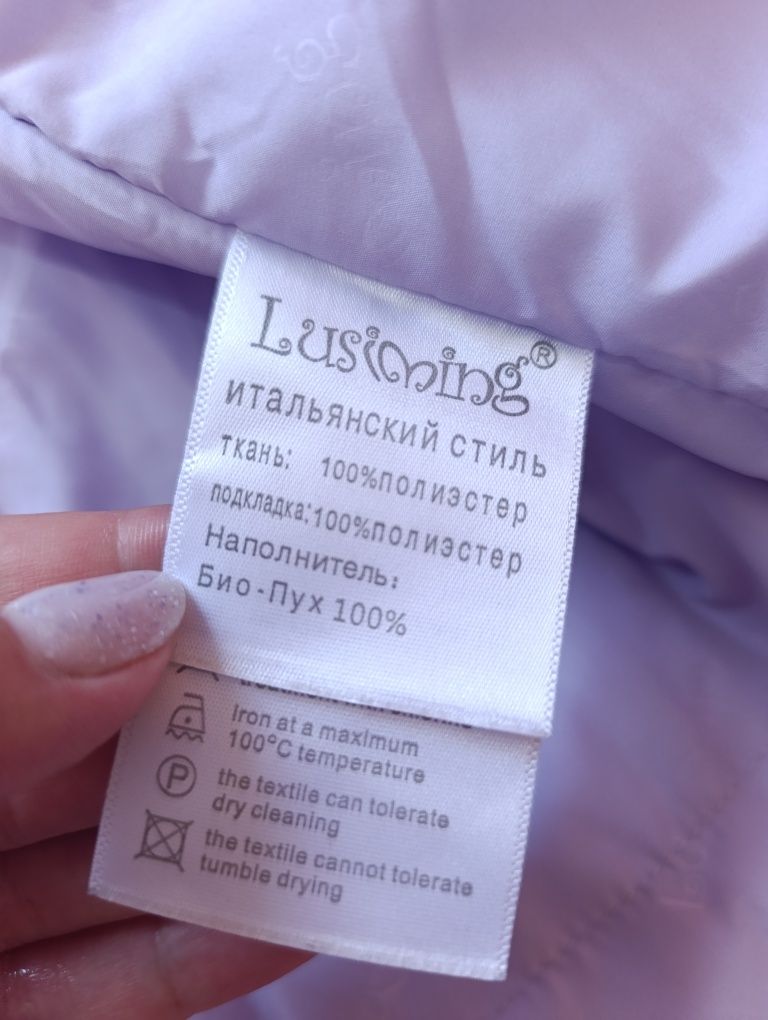 Lusiming®
итальянский стиль
ткань: 100%полиэстер
подкладка:100%полиэстер
Наполнитель:
Био-Пух 100%
Iron at a maximum
100°C temperature
P
the textile can tolerate
dry cleaning
the textile cannot tolerate
tumble drying